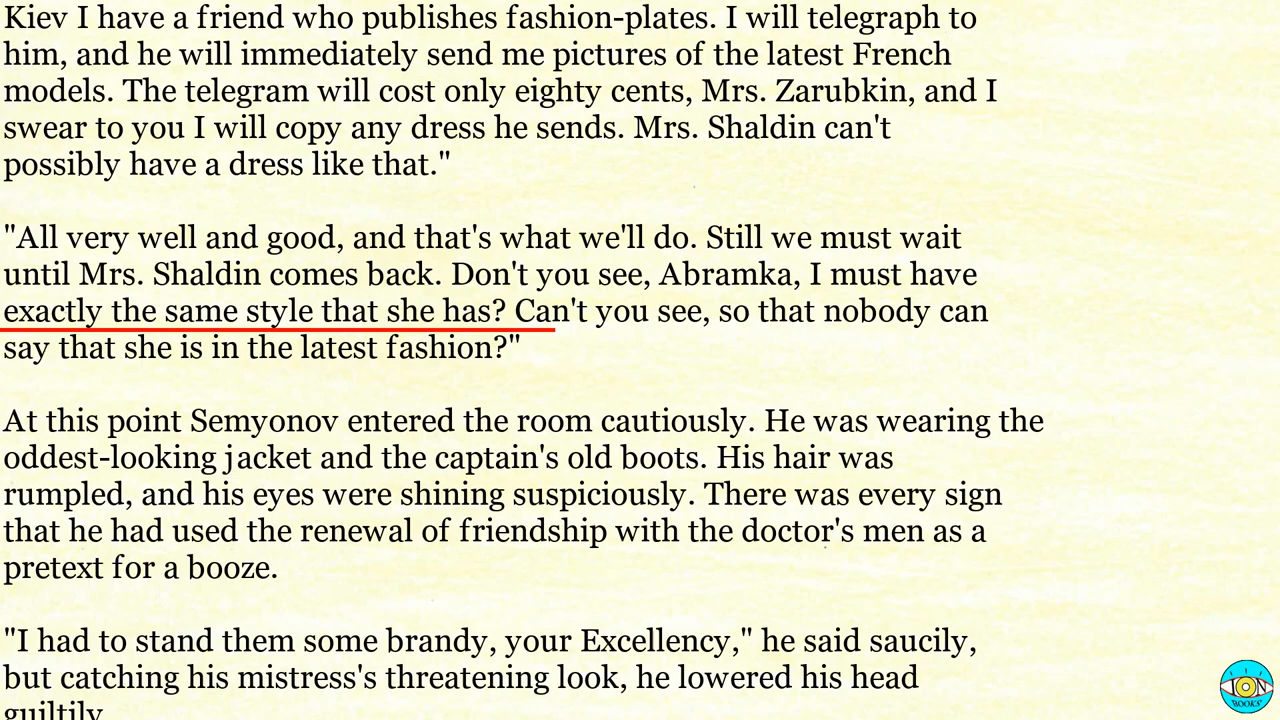 Kiev I have a friend who publishes fashion-plates. I will telegraph to
him, and he will immediately send me pictures of the latest French
models. The telegram will cost only eighty cents, Mrs. Zarubkin, and I
swear to you I will copy any dress he sends. Mrs. Shaldin can't
possibly have a dress like that."
"All very well and good, and that's what we'll do. Still we must wait
until Mrs. Shaldin comes back. Don't you see, Abramka, I must have
exactly the same style that she has? Can't you see, so that nobody can
say that she is in the latest fashion?"
At this point Semyonov entered the room cautiously. He was wearing the
oddest-looking jacket and the captain's old boots. His hair was
rumpled, and his eyes were shining suspiciously. There was every sign
that he had used the renewal of friendship with the doctor's men as a
pretext for a booze.
"I had to stand them some brandy, your Excellency," he said saucily,
but catching his mistress's threatening look, he lowered his head
guiltily.
ION
BOOKS